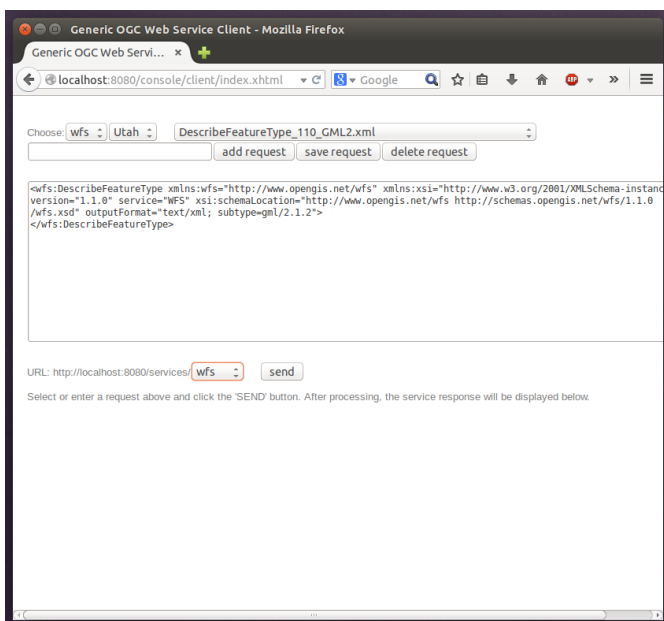 Generic OGC Web Service Client - Mozilla Firefox
Generic OGC Web Servi...
localhost:8080/console/client/index.xhtml Google
Choose: wfs Utah DescribeFeatureType_110_GML2.xml
add request save request delete request
<wfs:DescribeFeatureType xmlns:wfs="http://www.opengis.net/wfs" xmlns:xsi="http://www.w3.org/2001/XMLSchema-instanc
version="1.1.0" service="WFS" xsi:schemaLocation="http://www.opengis.net/wfs http://schemas.opengis.net/wfs/1.1.0
/wfs.xsd" outputFormat="text/xml; subtype=gml/2.1.2">
</wfs:DescribeFeatureType>
URL: http://localhost:8080/services/ wfs send
Select or enter a request above and click the 'SEND' button. After processing, the service response will be displayed below.